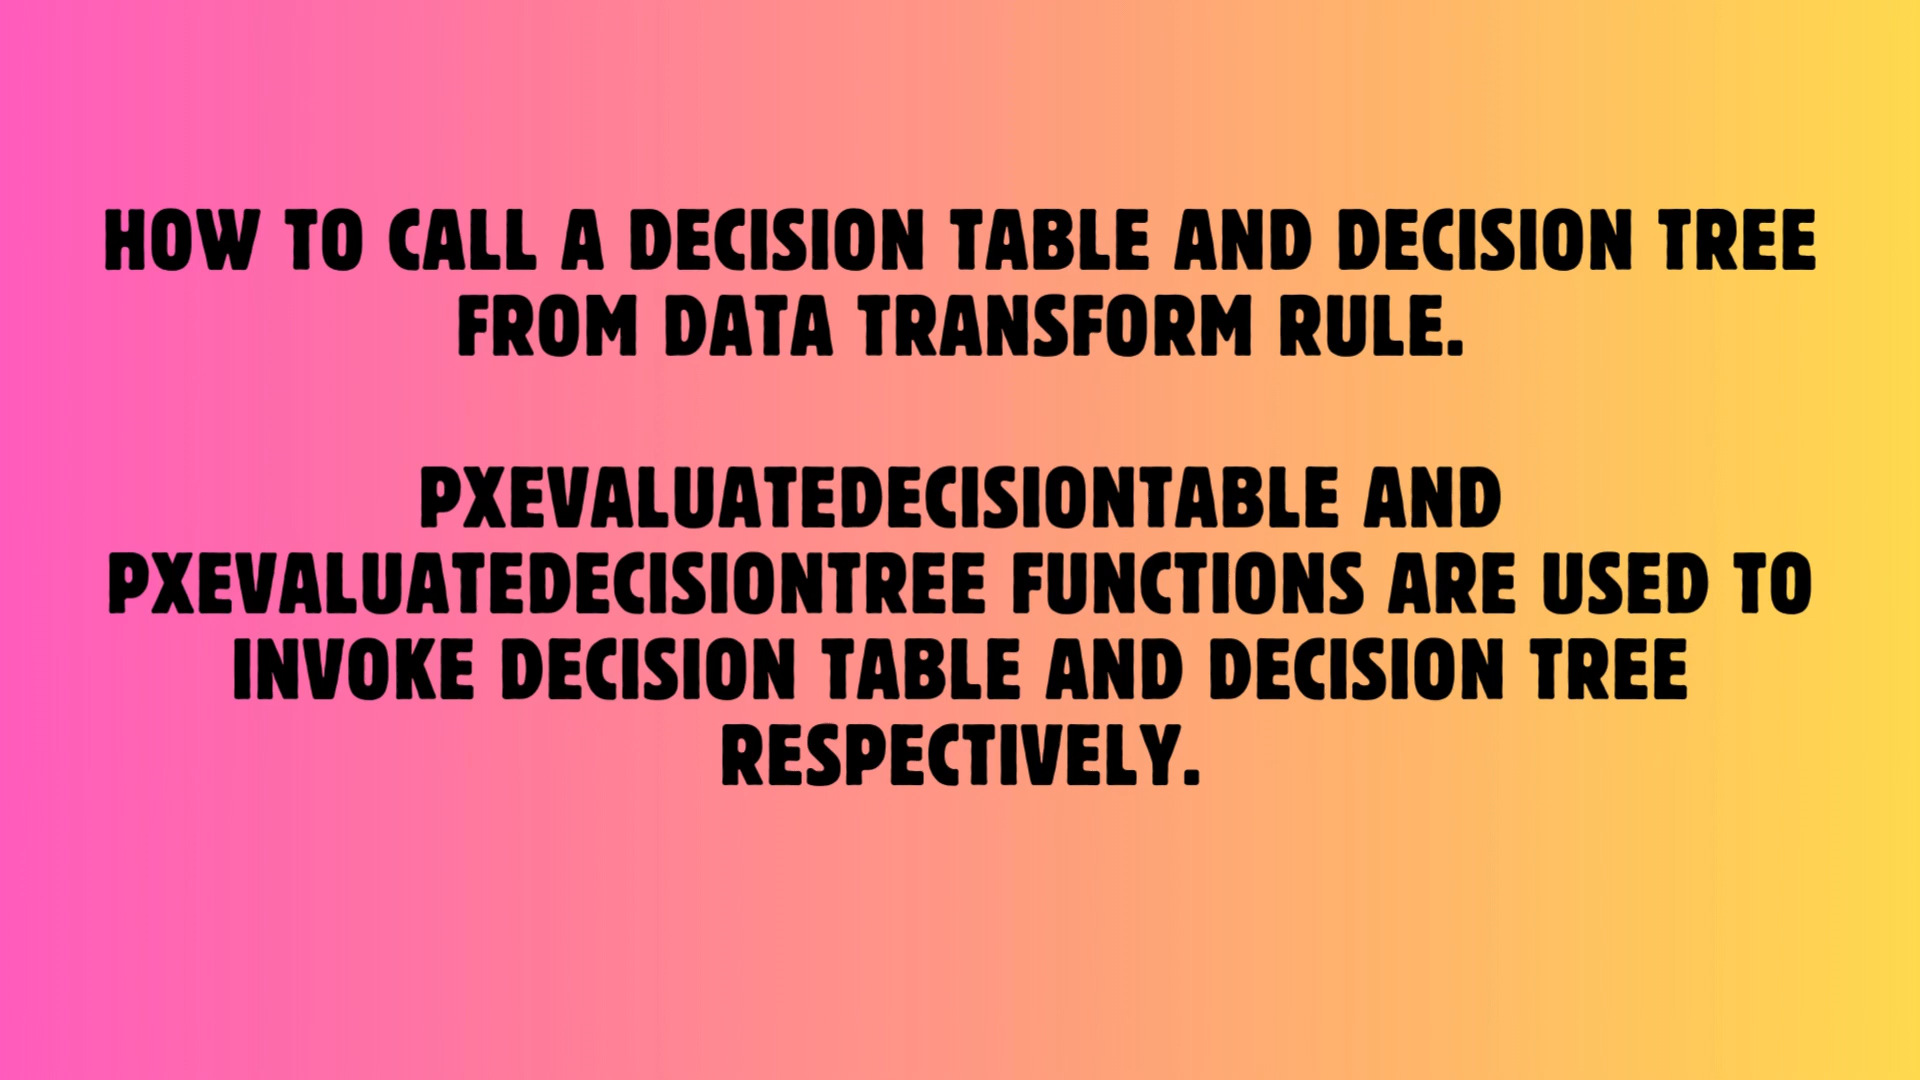 HOW TO CALL A DECISION TABLE AND DECISION TREE
FROM DATA TRANSFORM RULE.
PXEVALUATEDECISIONTABLE AND
PXEVALUATEDECISIONTREE FUNCTIONS ARE USED TO
INVOKE DECISION TABLE AND DECISION TREE
RESPECTIVELY.